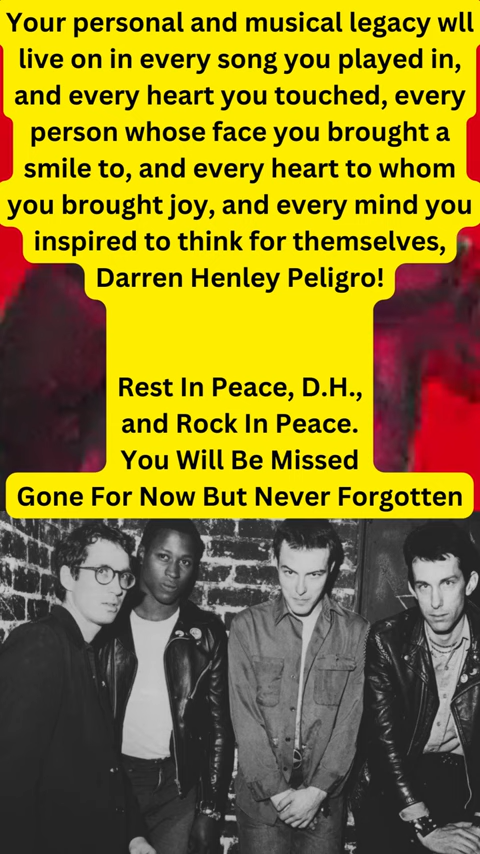 Your personal and musical legacy wll
live on in every song you played in,
and every heart you touched, every
person whose face you brought a
smile to, and every heart to whom
you brought joy, and every mind you
inspired to think for themselves,
Darren Henley Peligro!
Rest In Peace, D.H.,
and Rock In Peace.
You Will Be Missed
Gone For Now But Never Forgotten